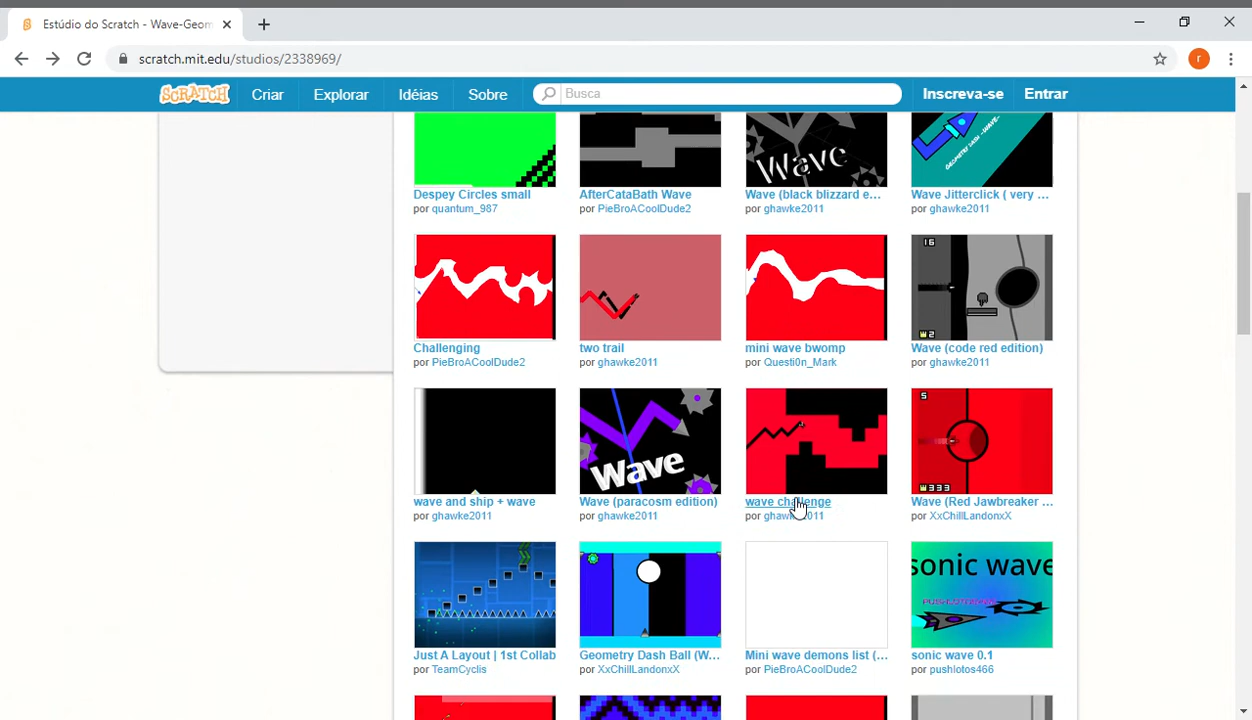 Estúdio do Scratch - Wave-Geom
scratch.mit.edu/studios/2338969/
r
SCRATCH
Criar
Explorar
Idéias
Sobre
Busca
Inscreva-se
Entrar
Wave
GEOMETRY DASH -WAVE-
Despey Circles small
AfterCataBath Wave
Wave (black blizzard e...
Wave Jitterclick ( very ...
por quantum_987
por PieBroACoolDude2
por ghawke2011
por ghawke2011
16
2
Challenging
two trail
mini wave bwomp
Wave (code red edition)
por PieBroACoolDude2
por ghawke2011
por Questi0n_Mark
por ghawke2011
Wave
5
333
wave and ship + wave
Wave (paracosm edition)
wave challenge
Wave (Red Jawbreaker ...
por ghawke2011
por ghawke2011
por ghawke2011
por XxChillLandonxX
sonic wave
Just A Layout | 1st Collab
Geometry Dash Ball (W...
Mini wave demons list (...
sonic wave 0.1
por TeamCyclis
por XxChillLandonxX
por PieBroACoolDude2
por pushlotos466